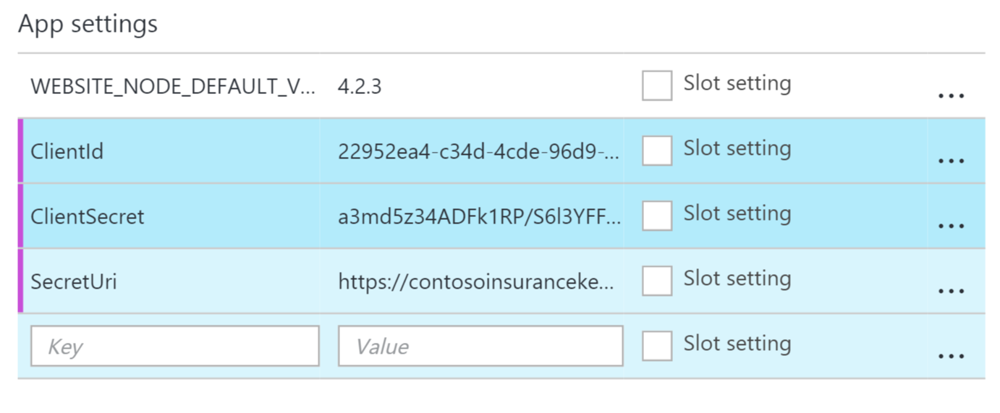 App settings
WEBSITE_NODE_DEFAULT_V... 4.2.3 Slot setting ...
ClientId 22952ea4-c34d-4cde-96d9-... Slot setting ...
ClientSecret a3md5z34ADFk1RP/S6l3YFF... Slot setting ...
SecretUri https://contosoinsuranceke... Slot setting ...
Key Value Slot setting ...